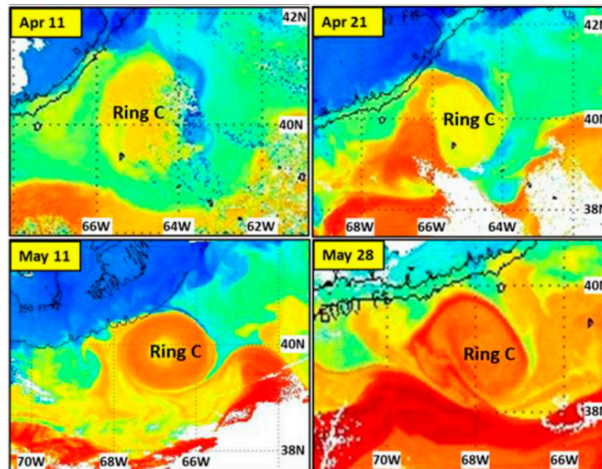 Apr 11
42N
Ring C
40N
66W
64W
62W
Apr 21
42N
Ring C
40N
68W
66W
64W
38N
May 11
Ring C
40N
70W
68W
66W
38N
May 28
40N
Ring C
38N
70W
68W
66W